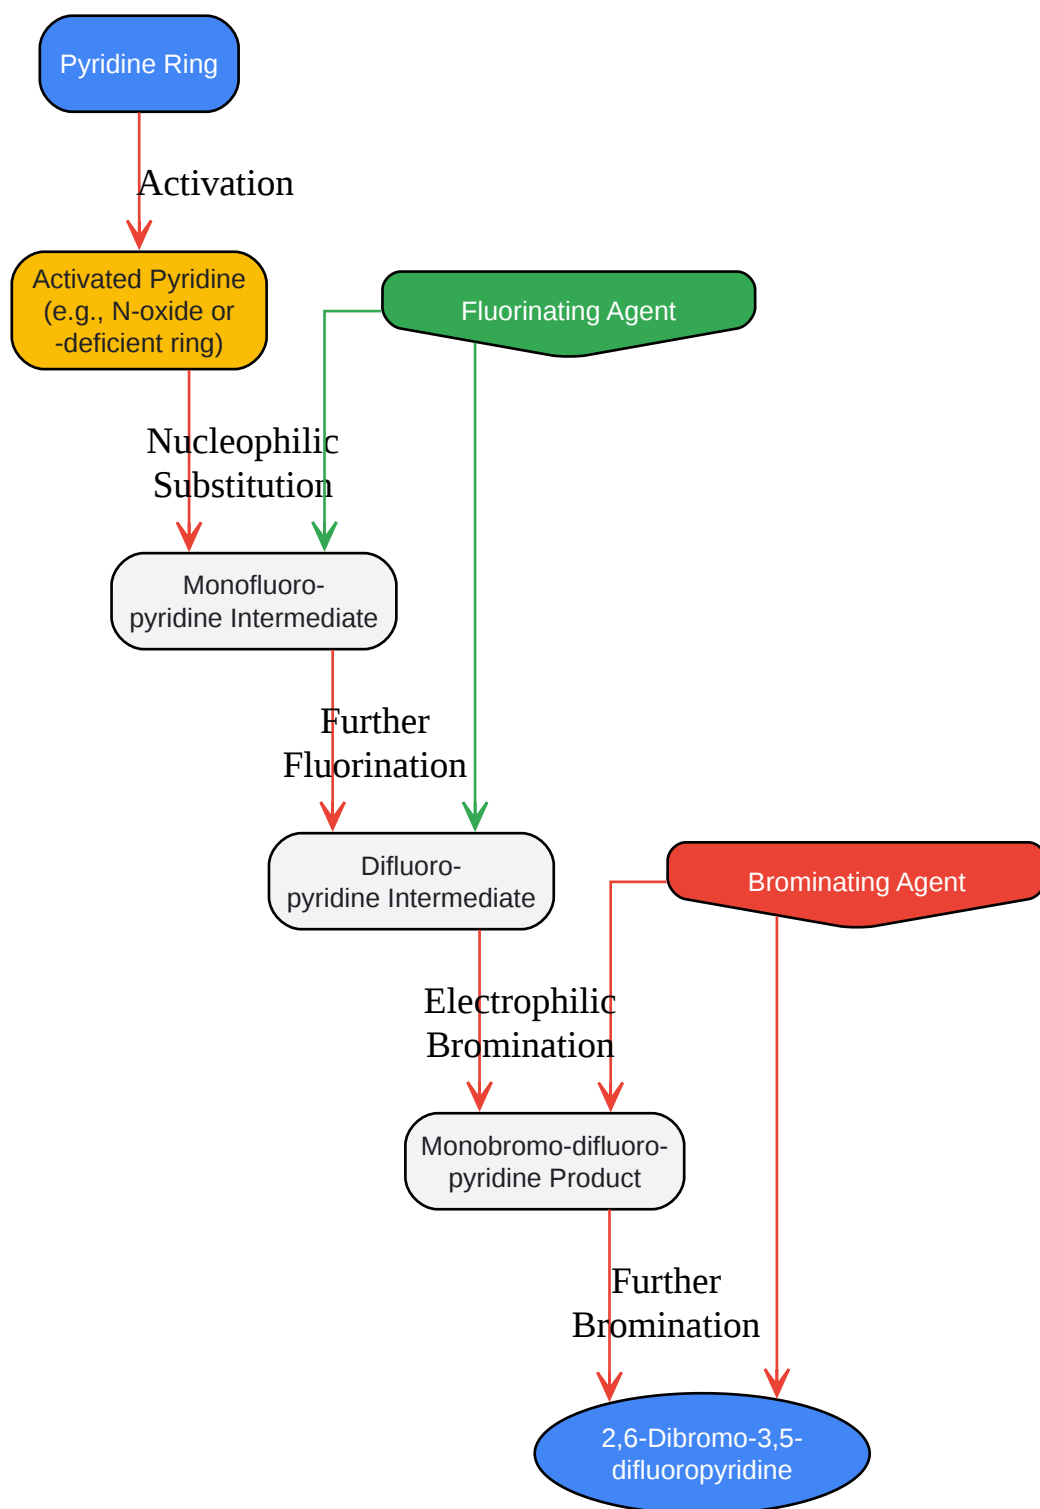 Pyridine Ring
Activation
Activated Pyridine
(e.g., N-oxide or
-deficient ring)
Fluorinating Agent
Nucleophilic
Substitution
Monofluoro-
pyridine Intermediate
Further
Fluorination
Difluoro-
pyridine Intermediate
Brominating Agent
Electrophilic
Bromination
Monobromo-difluoro-
pyridine Product
Further
Bromination
2,6-Dibromo-3,5-
difluoropyridine